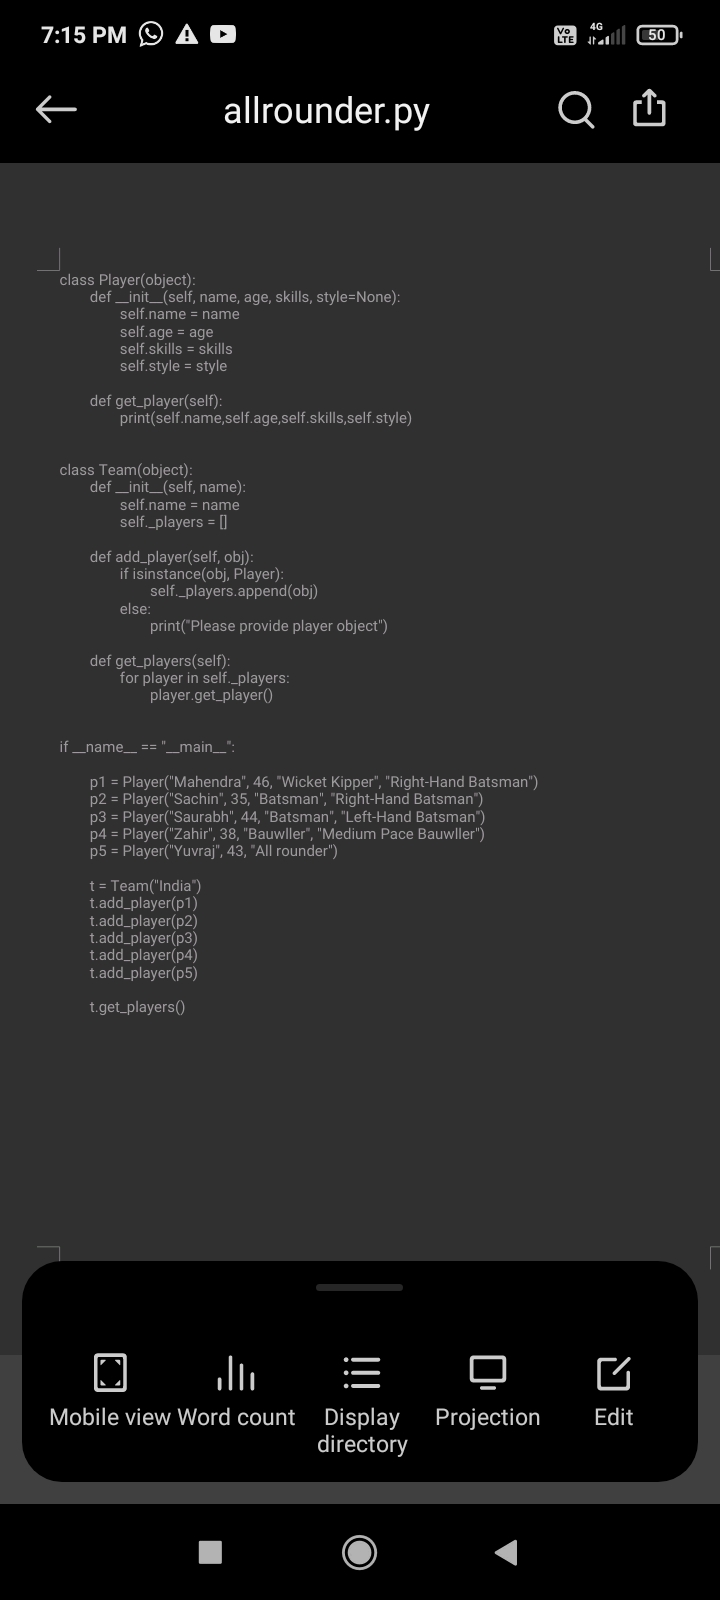 7:15 PM VoLTE 4G 50
allrounder.py
class Player(object):
def __init__(self, name, age, skills, style=None):
self.name = name
self.age = age
self.skills = skills
self.style = style
def get_player(self):
print(self.name,self.age,self.skills,self.style)
class Team(object):
def __init__(self, name):
self.name = name
self._players = []
def add_player(self, obj):
if isinstance(obj, Player):
self._players.append(obj)
else:
print("Please provide player object")
def get_players(self):
for player in self._players:
player.get_player()
if __name__ == "__main__":
p1 = Player("Mahendra", 46, "Wicket Kipper", "Right-Hand Batsman")
p2 = Player("Sachin", 35, "Batsman", "Right-Hand Batsman")
p3 = Player("Saurabh", 44, "Batsman", "Left-Hand Batsman")
p4 = Player("Zahir", 38, "Bauwller", "Medium Pace Bauwller")
p5 = Player("Yuvraj", 43, "All rounder")
t = Team("India")
t.add_player(p1)
t.add_player(p2)
t.add_player(p3)
t.add_player(p4)
t.add_player(p5)
t.get_players()
Mobile view Word count Display Projection Edit
directory